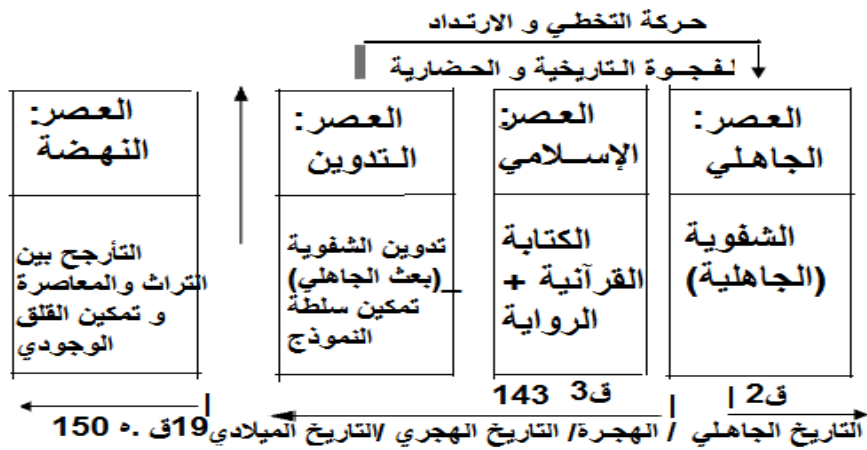 حركة التخطي و الارتداد
لفجوة التاريخية و الحضارية
العصر:
الجاهلي
الشفوية
(الجاهلية)
العصر:
الإسلامي
الكتابة
القرآنية +
الرواية
العصر:
التدوين
تدوين الشفوية
(بعث الجاهلي)_
تمكين سلطة
النموذج
العصر:
النهضة
التأرجح بين
التراث والمعاصرة
و تمكين القلق
الوجودي
ق2
ق3 143
التاريخ الجاهلي / الهجرة/ التاريخ الهجري /التاريخ الميلادي
19ق .ه 150